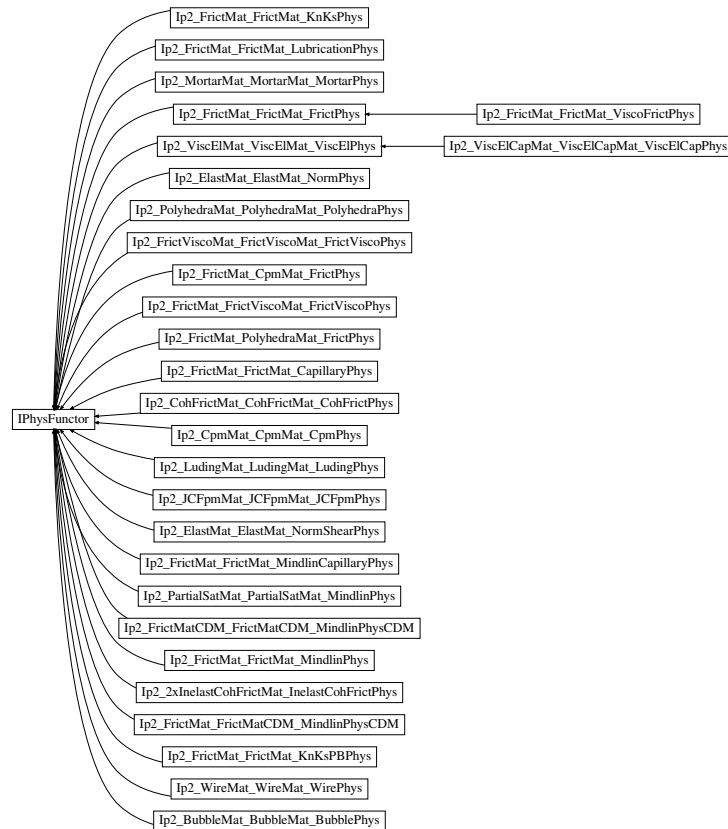 Ip2_FrictMat_FrictMat_KnKsPhys
Ip2_FrictMat_FrictMat_LubricationPhys
Ip2_MortarMat_MortarMat_MortarPhys
Ip2_FrictMat_FrictMat_FrictPhys
Ip2_FrictMat_FrictMat_ViscoFrictPhys
Ip2_ViscElMat_ViscElMat_ViscElPhys
Ip2_ViscElCapMat_ViscElCapMat_ViscElCapPhys
Ip2_ElastMat_ElastMat_NormPhys
Ip2_PolyhedraMat_PolyhedraMat_PolyhedraPhys
Ip2_FrictViscoMat_FrictViscoMat_FrictViscoPhys
Ip2_FrictMat_CpmMat_FrictPhys
Ip2_FrictMat_FrictViscoMat_FrictViscoPhys
Ip2_FrictMat_PolyhedraMat_FrictPhys
Ip2_FrictMat_FrictMat_CapillaryPhys
Ip2_CohFrictMat_CohFrictMat_CohFrictPhys
IPhysFunctor
Ip2_CpmMat_CpmMat_CpmPhys
Ip2_LudingMat_LudingMat_LudingPhys
Ip2_JCFpmMat_JCFpmMat_JCFpmPhys
Ip2_ElastMat_ElastMat_NormShearPhys
Ip2_FrictMat_FrictMat_MindlinCapillaryPhys
Ip2_PartialSatMat_PartialSatMat_MindlinPhys
Ip2_FrictMatCDM_FrictMatCDM_MindlinPhysCDM
Ip2_FrictMat_FrictMat_MindlinPhys
Ip2_2xInelastCohFrictMat_InelastCohFrictPhys
Ip2_FrictMat_FrictMatCDM_MindlinPhysCDM
Ip2_FrictMat_FrictMat_KnKsPBPhys
Ip2_WireMat_WireMat_WirePhys
Ip2_BubbleMat_BubbleMat_BubblePhys